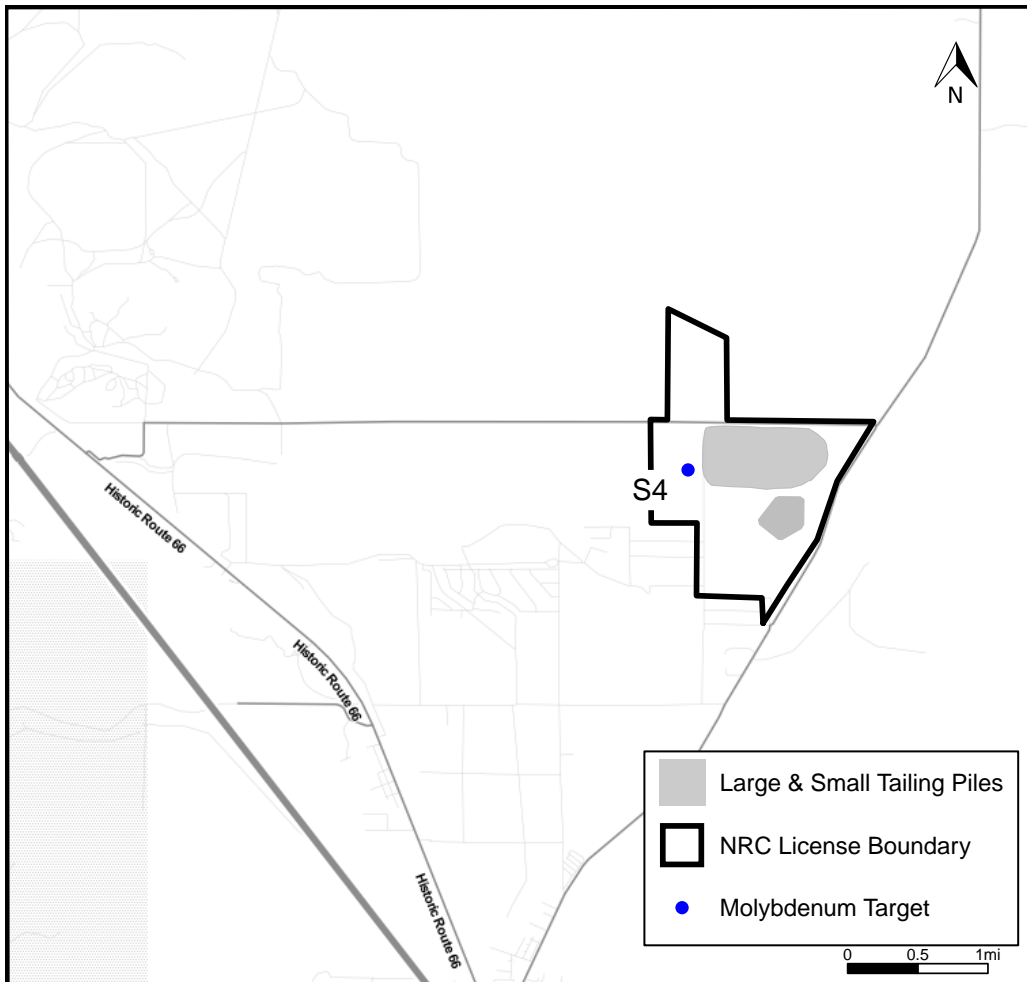 N
S4
Historic Route 66
Historic Route 66
Historic Route 66
Large & Small Tailing Piles
NRC License Boundary
Molybdenum Target
0 0.5 1mi